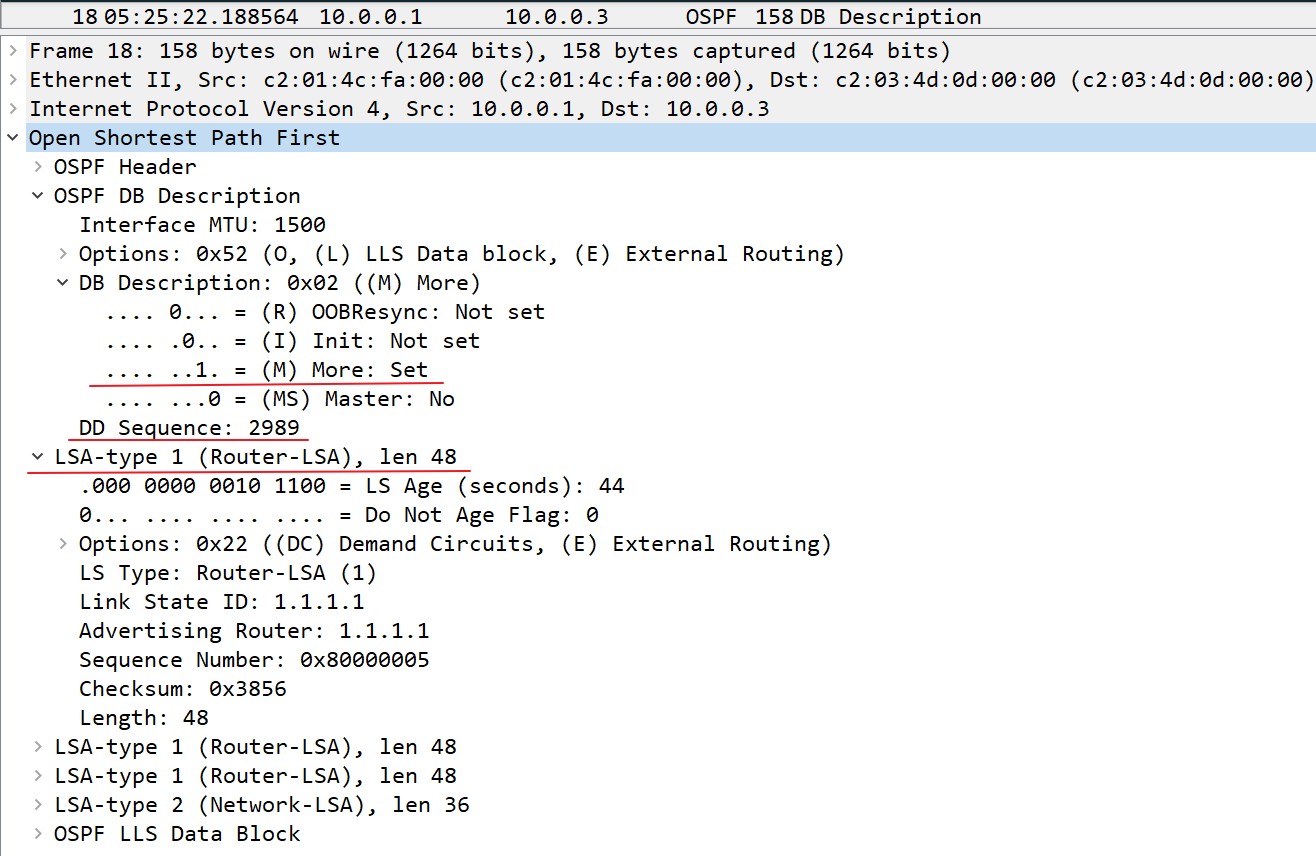 18 05:25:22.188564 10.0.0.1 10.0.0.3 OSPF 158 DB Description
Frame 18: 158 bytes on wire (1264 bits), 158 bytes captured (1264 bits)
Ethernet II, Src: c2:01:4c:fa:00:00 (c2:01:4c:fa:00:00), Dst: c2:03:4d:0d:00:00 (c2:03:4d:0d:00:00)
Internet Protocol Version 4, Src: 10.0.0.1, Dst: 10.0.0.3
Open Shortest Path First
OSPF Header
OSPF DB Description
Interface MTU: 1500
Options: 0x52 (O, (L) LLS Data block, (E) External Routing)
DB Description: 0x02 ((M) More)
.... 0... = (R) OOBResync: Not set
.... .0.. = (I) Init: Not set
.... ..1. = (M) More: Set
.... ...0 = (MS) Master: No
DD Sequence: 2989
LSA-type 1 (Router-LSA), len 48
.000 0000 0010 1100 = LS Age (seconds): 44
0... .... .... .... = Do Not Age Flag: 0
Options: 0x22 ((DC) Demand Circuits, (E) External Routing)
LS Type: Router-LSA (1)
Link State ID: 1.1.1.1
Advertising Router: 1.1.1.1
Sequence Number: 0x80000005
Checksum: 0x3856
Length: 48
LSA-type 1 (Router-LSA), len 48
LSA-type 1 (Router-LSA), len 48
LSA-type 2 (Network-LSA), len 36
OSPF LLS Data Block